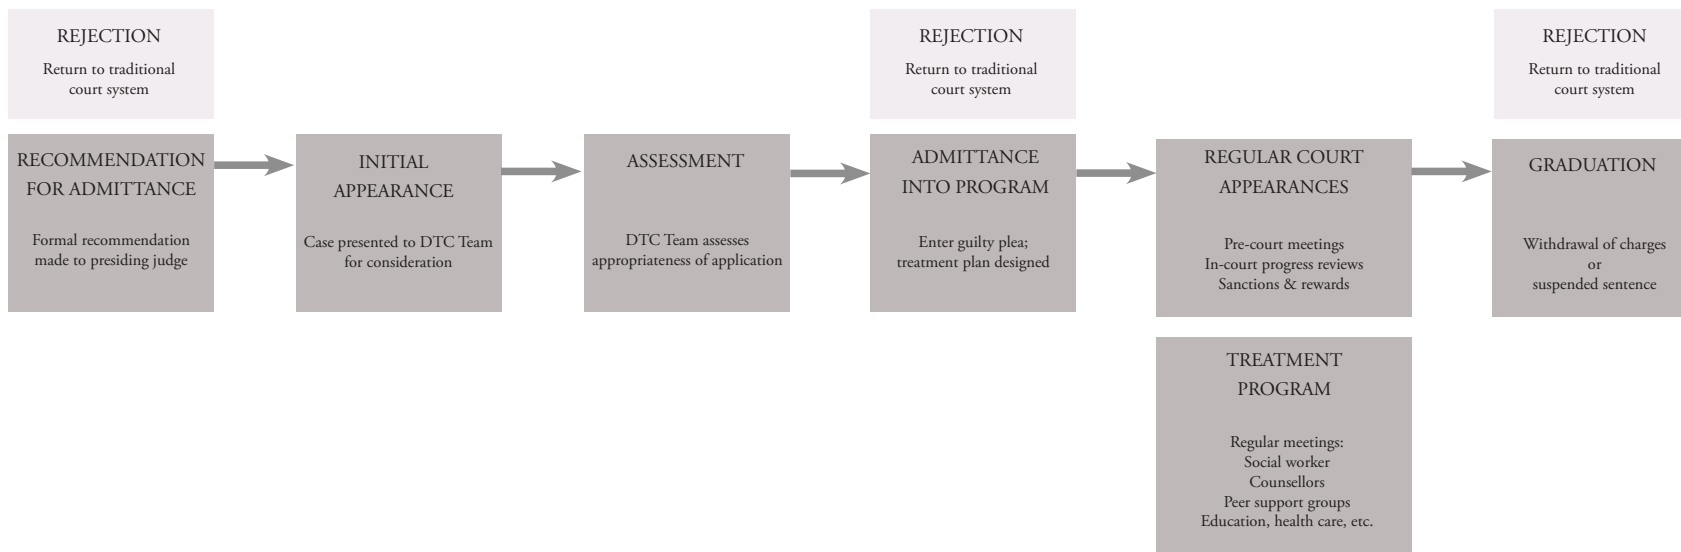 REJECTION
Return to traditional
court system
REJECTION
Return to traditional
court system
REJECTION
Return to traditional
court system
RECOMMENDATION
FOR ADMITTANCE
Formal recommendation
made to presiding judge
INITIAL
APPEARANCE
Case presented to DTC Team
for consideration
ASSESSMENT
DTC Team assesses
appropriateness of application
ADMITTANCE
INTO PROGRAM
Enter guilty plea;
treatment plan designed
REGULAR COURT
APPEARANCES
Pre-court meetings
In-court progress reviews
Sanctions & rewards
GRADUATION
Withdrawal of charges
or
suspended sentence
TREATMENT
PROGRAM
Regular meetings:
Social worker
Counsellors
Peer support groups
Education, health care, etc.